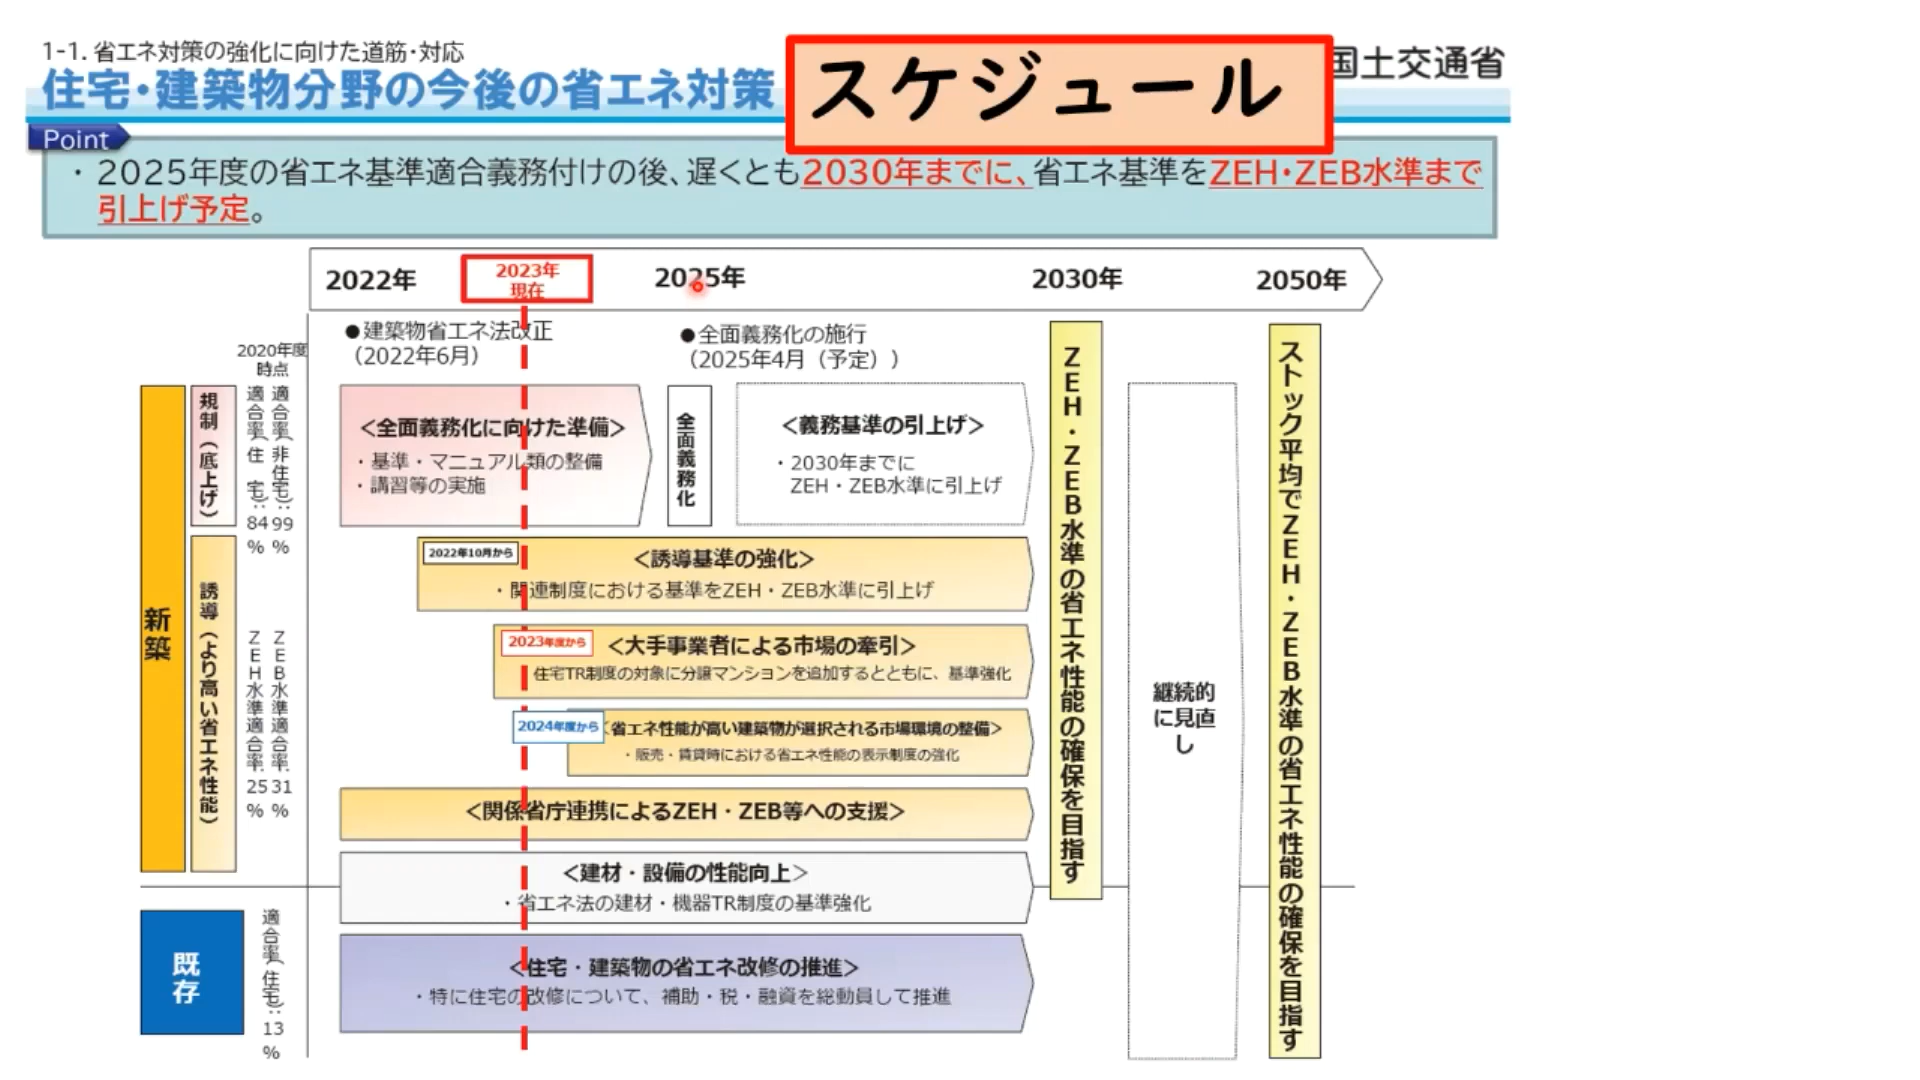 1-1. 省エネ対策の強化に向けた道筋・対応
住宅・建築物分野の今後の省エネ対策
スケジュール
国土交通省
Point
・2025年度の省エネ基準適合義務付けの後、遅くとも2030年までに、省エネ基準をZEH・ZEB水準まで
引上げ予定。
2022年
2023年
現在
2025年
2030年
2050年
●建築物省エネ法改正
（2022年6月）
●全面義務化の施行
（2025年4月（予定））
2020年度
時点
新築
規制（底上げ）
適合率（住宅）：84%
適合率（非住宅）：99%
＜全面義務化に向けた準備＞
・基準・マニュアル類の整備
・講習等の実施
全面義務化
＜義務基準の引上げ＞
・2030年までに
ZEH・ZEB水準に引上げ
誘導（より高い省エネ性能）
ZEH水準適合率：25%
ZEB水準適合率：31%
2022年10月から
＜誘導基準の強化＞
・関連制度における基準をZEH・ZEB水準に引上げ
2023年度から
＜大手事業者による市場の牽引＞
住宅TR制度の対象に分譲マンションを追加するとともに、基準強化
2024年度から
＜省エネ性能が高い建築物が選択される市場環境の整備＞
・販売・賃貸時における省エネ性能の表示制度の強化
＜関係省庁連携によるZEH・ZEB等への支援＞
＜建材・設備の性能向上＞
・省エネ法の建材・機器TR制度の基準強化
既存
適合率（住宅）：13%
＜住宅・建築物の省エネ改修の推進＞
・特に住宅の改修について、補助・税・融資を総動員して推進
ZEH・ZEB水準の省エネ性能の確保を目指す
継続的
に見直
し
ストック平均でZEH・ZEB水準の省エネ性能の確保を目指す